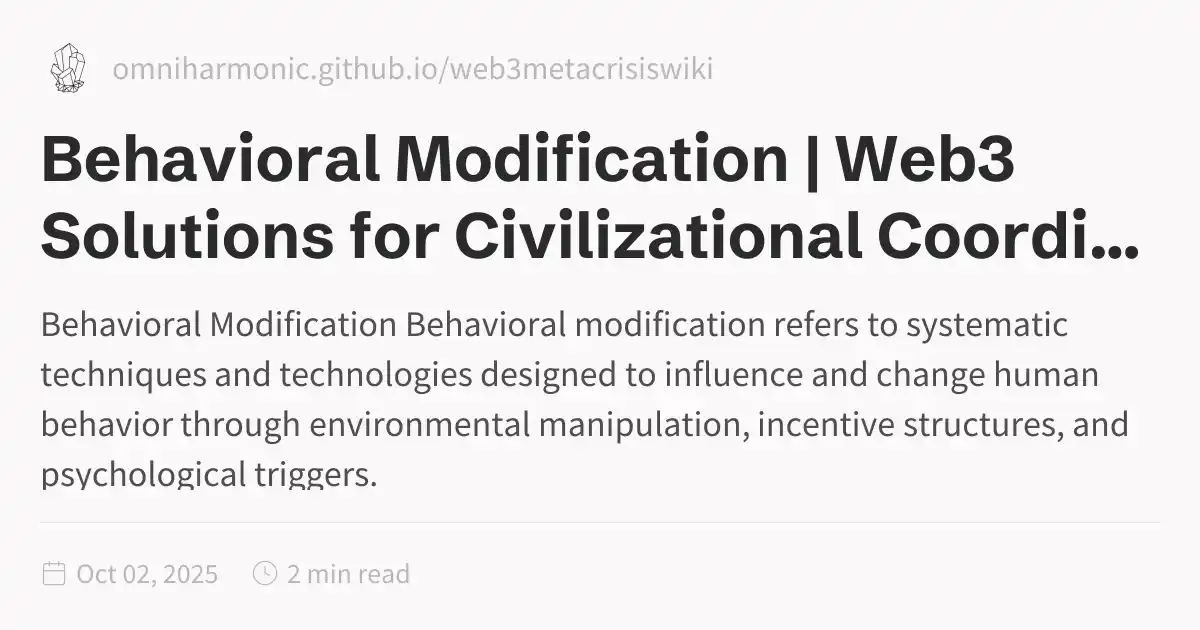 omniharmonic.github.io/web3metacrisiswiki
Behavioral Modification | Web3
Solutions for Civilizational Coordi...
Behavioral Modification Behavioral modification refers to systematic
techniques and technologies designed to influence and change human
behavior through environmental manipulation, incentive structures, and
psychological triggers.
Oct 02, 2025 2 min read